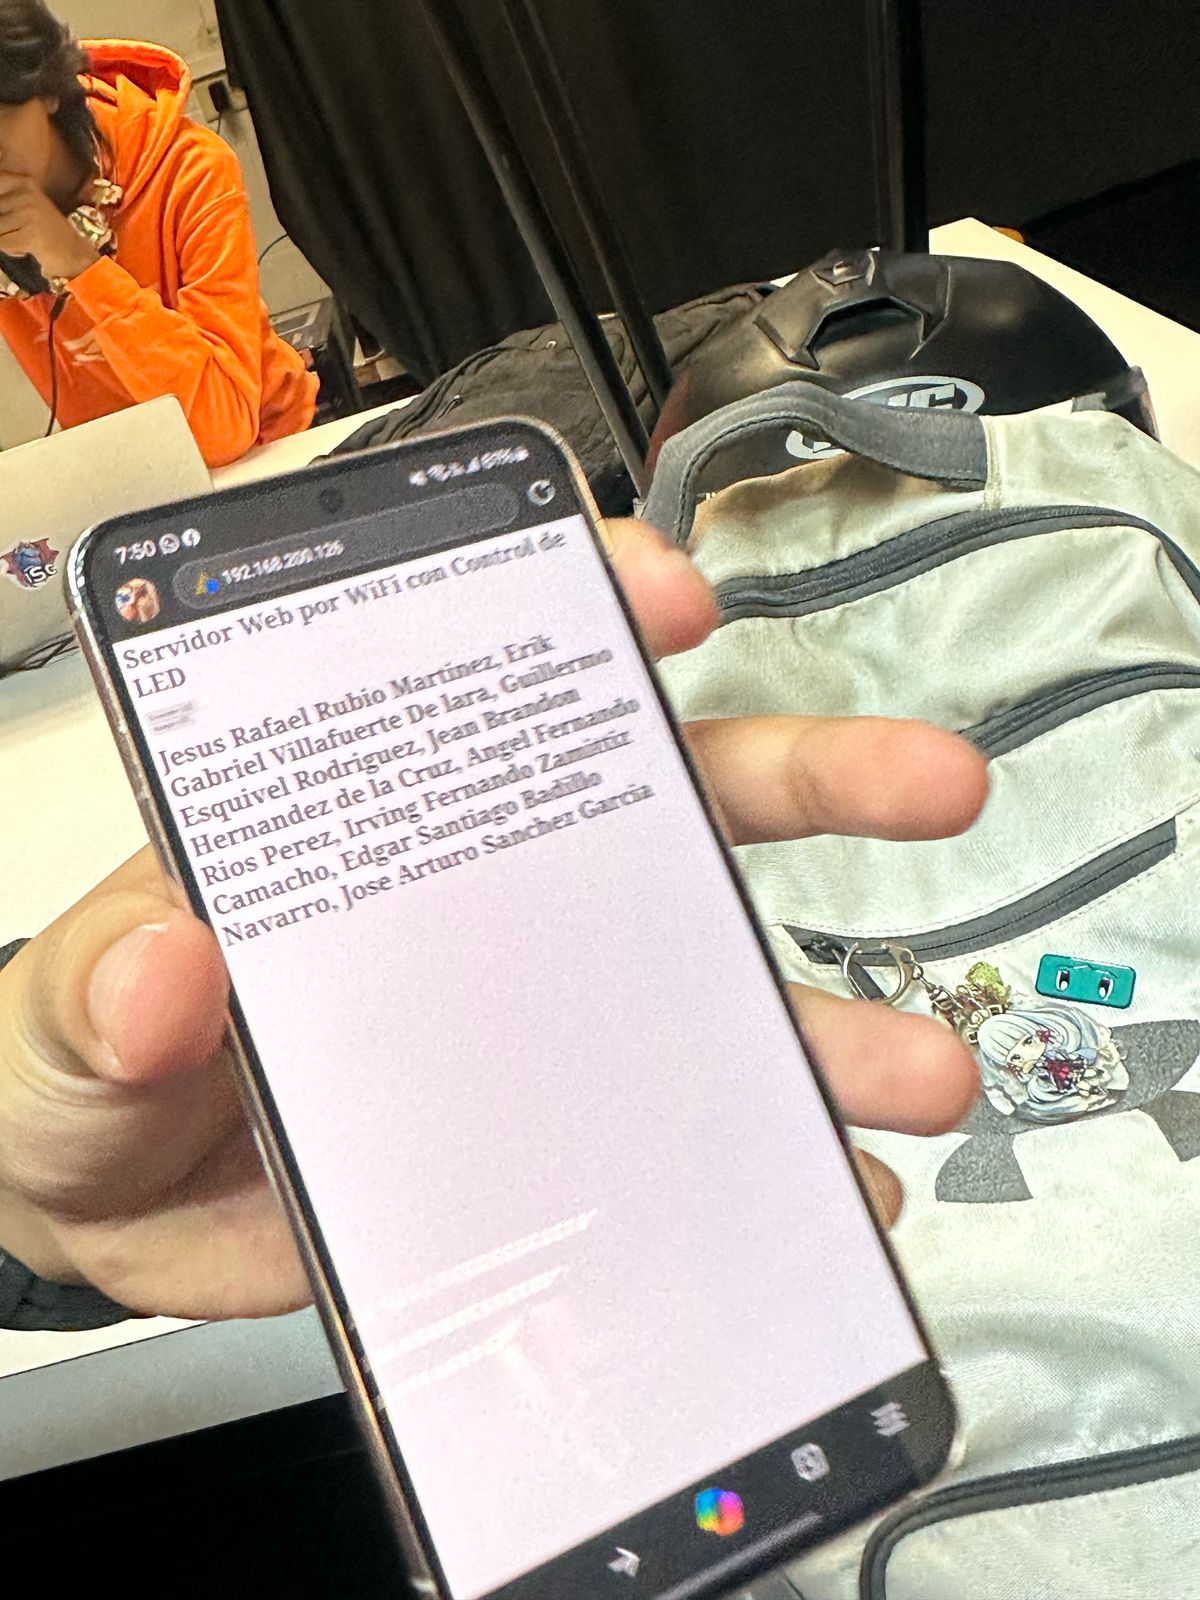 7:50
192.168.200.126
Servidor Web por WiFi con Control de
LED
Jesus Rafael Rubio Martinez, Erik
Gabriel Villafuerte De lara, Guillermo
Esquivel Rodriguez, Jean Brandon
Hernandez de la Cruz, Angel Fernando
Rios Perez, Irving Fernando Zamintir
Camacho, Edgar Santiago Badillo
Navarro, Jose Arturo Sanchez Garcia
ISC